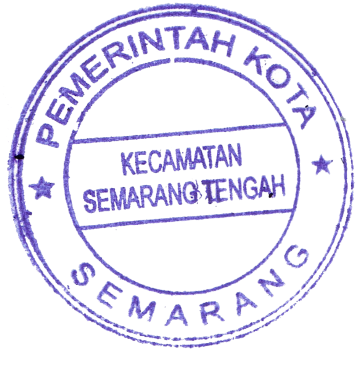 PEMERINTAH KOTA
KECAMATAN
SEMARANG TENGAH
SEMARANG